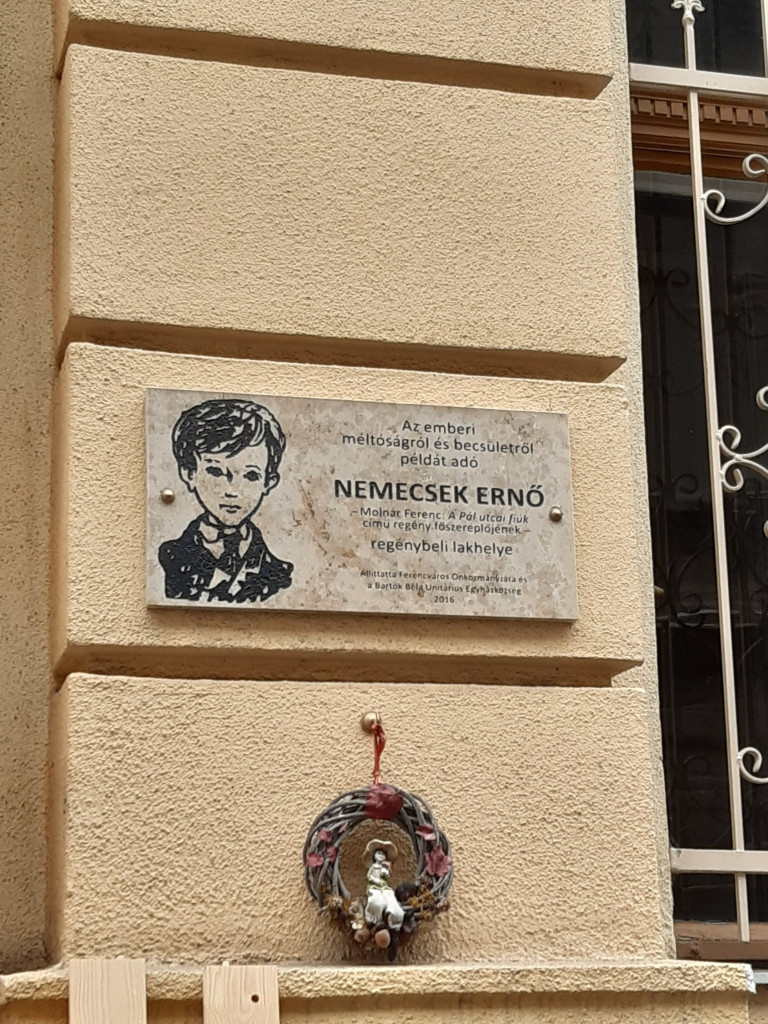 Az emberi
méltóságról és becsületről
példát adó
NEMECSEK ERNŐ
– Molnár Ferenc: A Pál utcai fiúk
című regény főszereplőjének –
regénybeli lakhelye
Állíttatta Ferencváros Önkormányzata és
a Bartók Béla Unitárius Egyházközség
2016